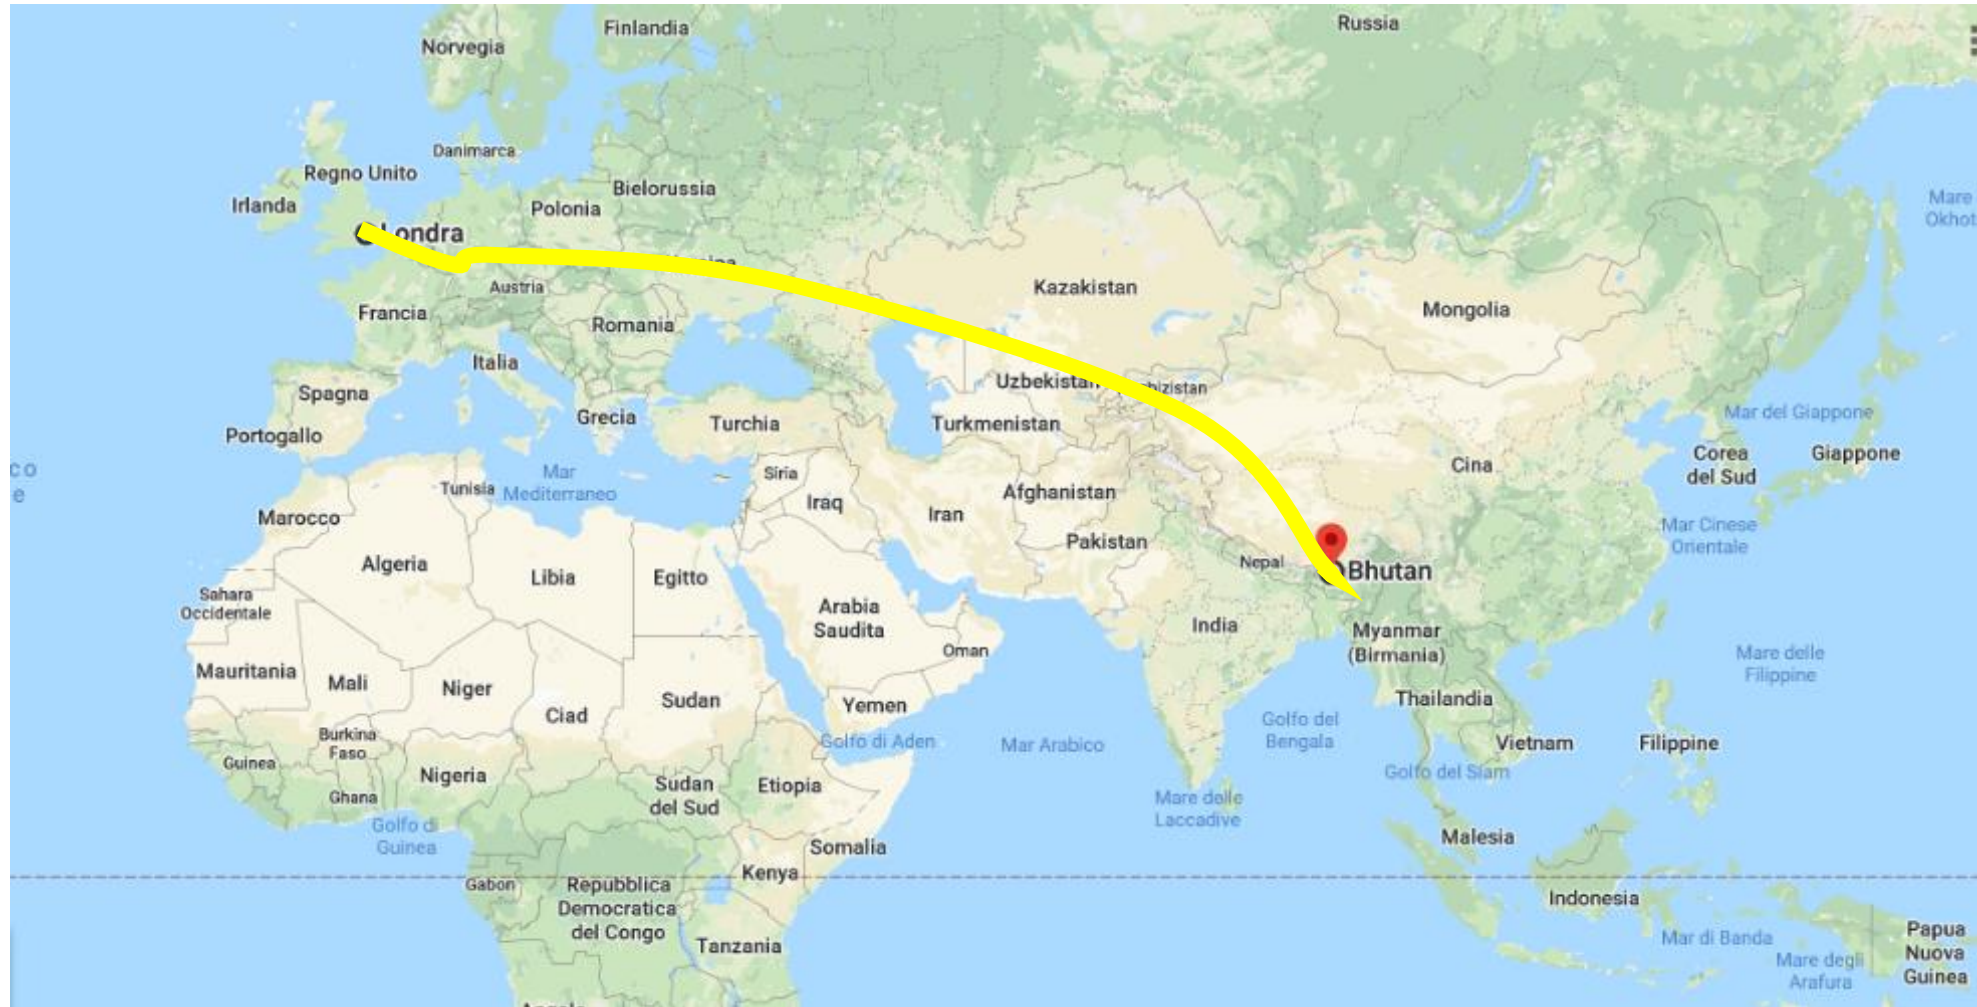 Finlandia
Russia
Norvegia
Danimarca
Regno Unito
Bielorussia
Irlanda
Polonia
Mare
Okhot
Londra
Austria
Kazakistan
Mongolia
Francia
Romania
Italia
Uzbekistan
hizistan
Spagna
Mar del Giappone
Grecia
Turchia
Turkmenistan
Portogallo
Corea
del Sud
Giappone
co
e
Mar
Mediterraneo
Siria
Cina
Tunisia
Iraq
Iran
Afghanistan
Marocco
Mar Cinese
Orientale
Pakistan
Algeria
Libia
Egitto
Nepal
Bhutan
Sahara
Occidentale
Arabia
Saudita
India
Myanmar
(Birmania)
Oman
Mare delle
Filippine
Mauritania
Mali
Niger
Sudan
Yemen
Thailandia
Ciad
Golfo del
Bengala
Burkina
Faso
Golfo di Aden
Mar Arabico
Vietnam
Filippine
Guinea
Nigeria
Golfo del Siam
Sudan
del Sud
Etiopia
Ghana
Mare delle
Laccadive
Golfo di
Guinea
Malesia
Somalia
Kenya
Gabon
Repubblica
Democratica
del Congo
Indonesia
Tanzania
Mar di Banda
Papua
Nuova
Guinea
Mare degli
Arafura